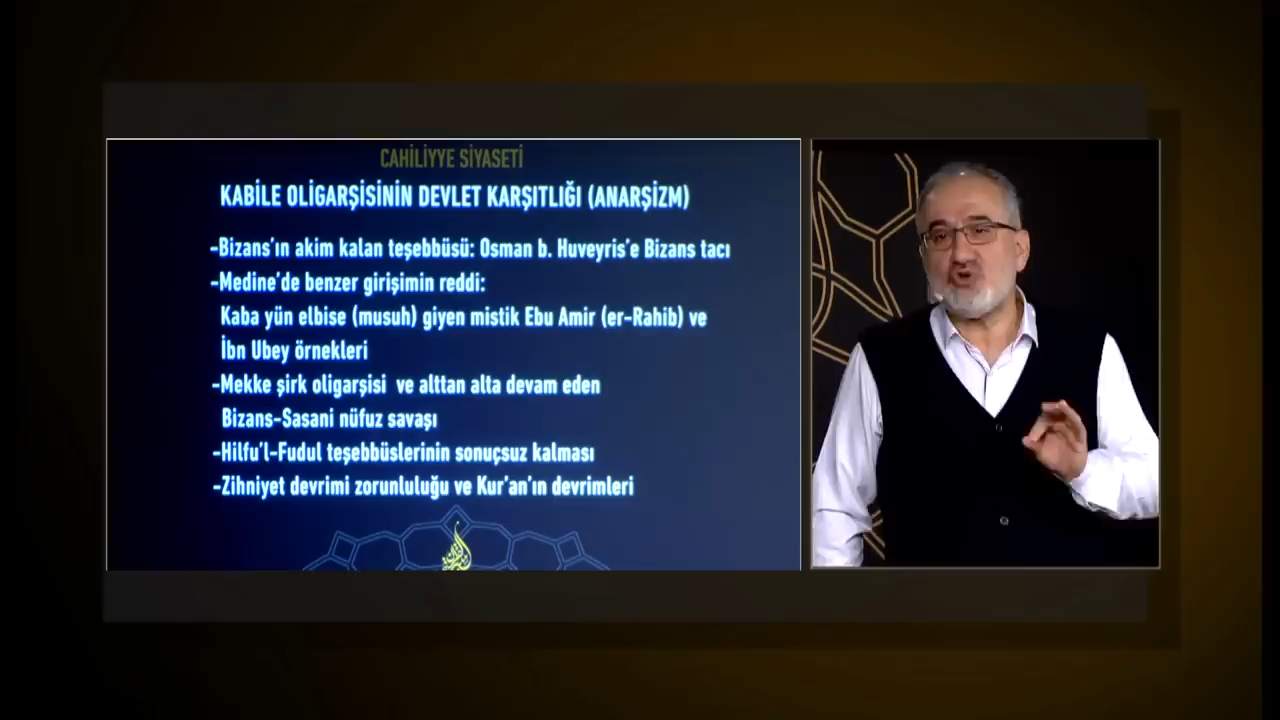 CAHİLİYYE SİYASETİ
KABİLE OLİGARŞİSİNİN DEVLET KARŞITLIĞI (ANARŞİZM)
-Bizans'ın akim kalan teşebbüsü: Osman b. Huveyris'e Bizans tacı
-Medine'de benzer girişimin reddi:
Kaba yün elbise (musuh) giyen mistik Ebu Amir (er-Rahib) ve
İbn Ubey örnekleri
-Mekke şirk oligarşisi ve alttan alta devam eden
Bizans-Sasani nüfuz savaşı
-Hilfu'l-Fudul teşebbüslerinin sonuçsuz kalması
-Zihniyet devrimi zorunluluğu ve Kur'an'ın devrimleri